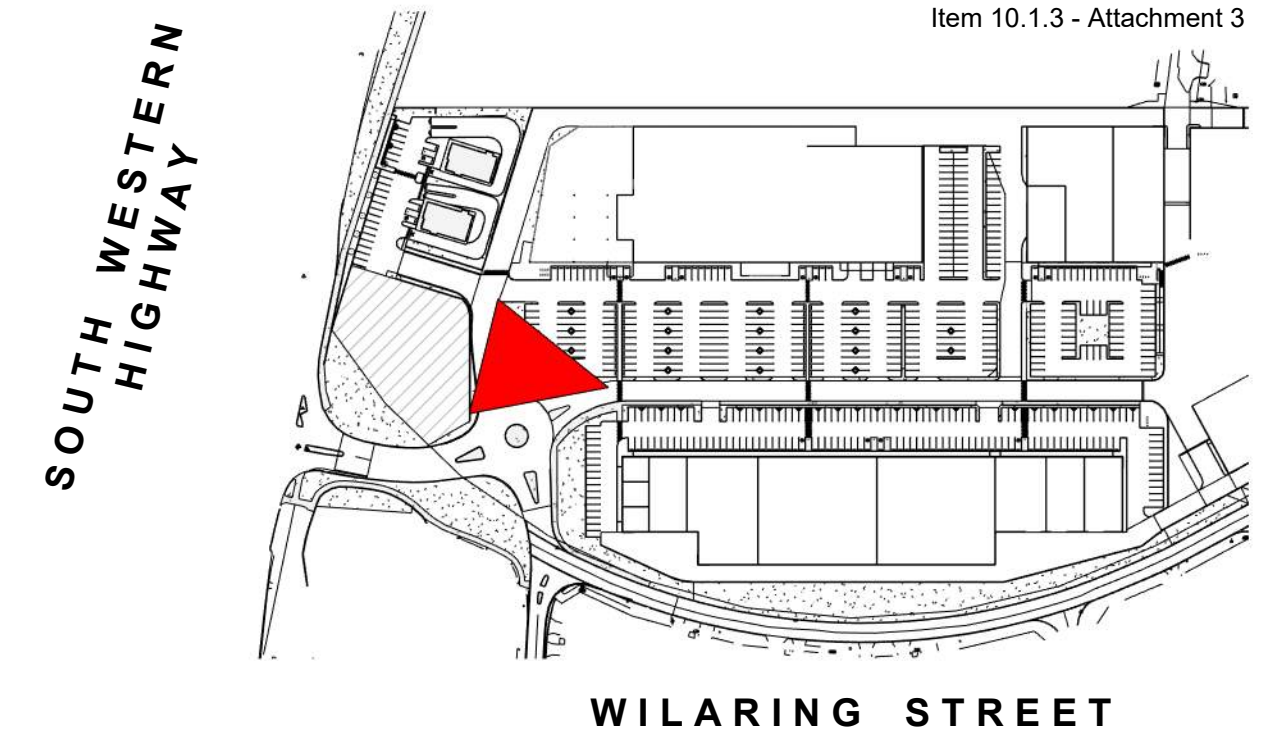 Item 10.1.3 - Attachment 3
SOUTH WESTERN
HIGHWAY
WILARING STREET